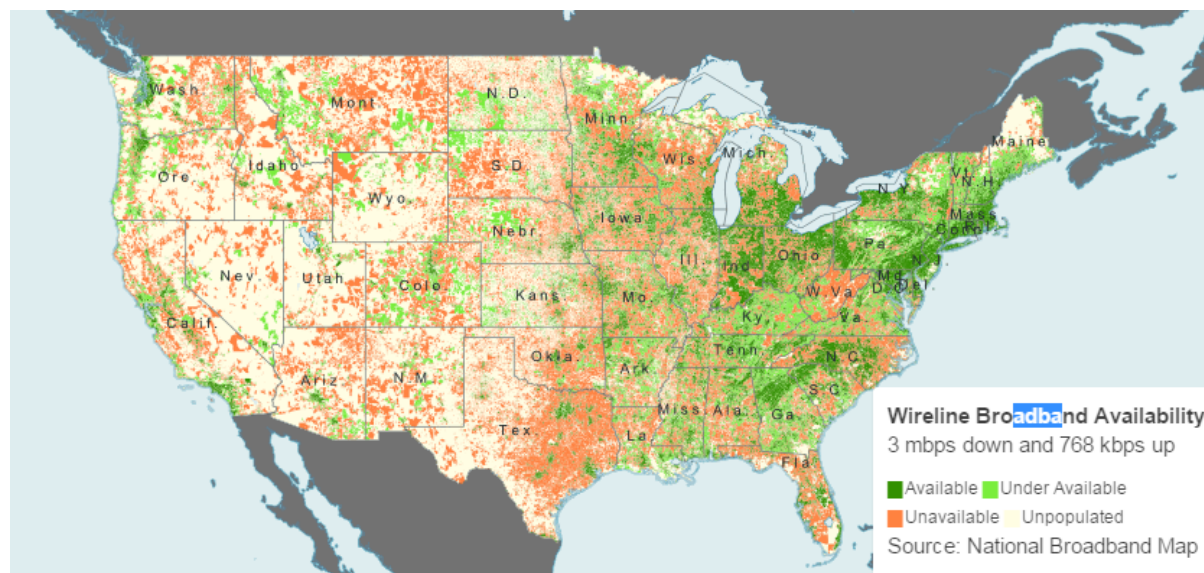 Wash
Mont
N.D.
Minn.
Maine
Ore
Idaho
S.D
Wis.
Mich.
Vt.
N.H.
N.Y.
Wyo.
Iowa
Mass
Conn.
Nebr.
Pa.
N.J.
Nev.
Utah
Colo
Ill.
Ind.
Ohio
Md.
D.C.
Del.
W.Va.
Va.
Calif.
Kans.
Mo.
Ky.
Tenn.
N.C.
Ariz.
N.M.
Okla.
Ark.
S.C.
Miss.
Ala.
Ga.
Tex.
La.
Fla.
Wireline Broadband Availability
3 mbps down and 768 kbps up
Available Under Available
Unavailable Unpopulated
Source: National Broadband Map